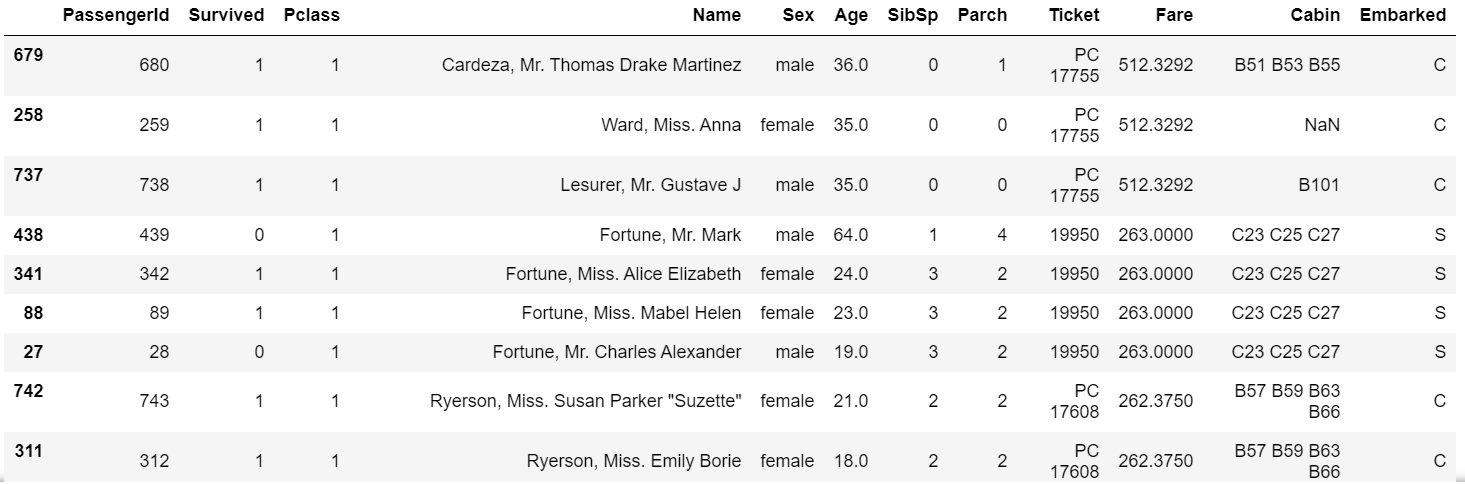 PassengerId Survived Pclass Name Sex Age SibSp Parch Ticket Fare Cabin Embarked
679 680 1 1 Cardeza, Mr. Thomas Drake Martinez male 36.0 0 1 PC 17755 512.3292 B51 B53 B55 C
258 259 1 1 Ward, Miss. Anna female 35.0 0 0 PC 17755 512.3292 NaN C
737 738 1 1 Lesurer, Mr. Gustave J male 35.0 0 0 PC 17755 512.3292 B101 C
438 439 0 1 Fortune, Mr. Mark male 64.0 1 4 19950 263.0000 C23 C25 C27 S
341 342 1 1 Fortune, Miss. Alice Elizabeth female 24.0 3 2 19950 263.0000 C23 C25 C27 S
88 89 1 1 Fortune, Miss. Mabel Helen female 23.0 3 2 19950 263.0000 C23 C25 C27 S
27 28 0 1 Fortune, Mr. Charles Alexander male 19.0 3 2 19950 263.0000 C23 C25 C27 S
742 743 1 1 Ryerson, Miss. Susan Parker "Suzette" female 21.0 2 2 PC 17608 262.3750 B57 B59 B63 B66 C
311 312 1 1 Ryerson, Miss. Emily Borie female 18.0 2 2 PC 17608 262.3750 B57 B59 B63 B66 C